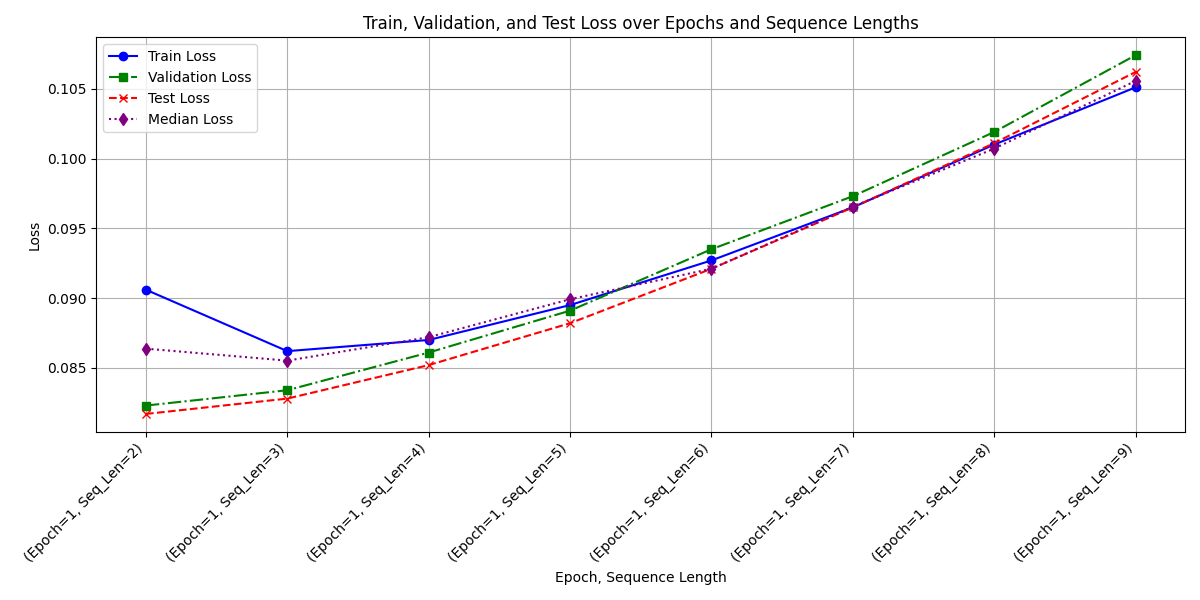 Train, Validation, and Test Loss over Epochs and Sequence Lengths
Train Loss
Validation Loss
Test Loss
Median Loss
Loss
0.105
0.100
0.095
0.090
0.085
(Epoch=1, Seq_Len=2)
(Epoch=1, Seq_Len=3)
(Epoch=1, Seq_Len=4)
(Epoch=1, Seq_Len=5)
(Epoch=1, Seq_Len=6)
(Epoch=1, Seq_Len=7)
(Epoch=1, Seq_Len=8)
(Epoch=1, Seq_Len=9)
Epoch, Sequence Length